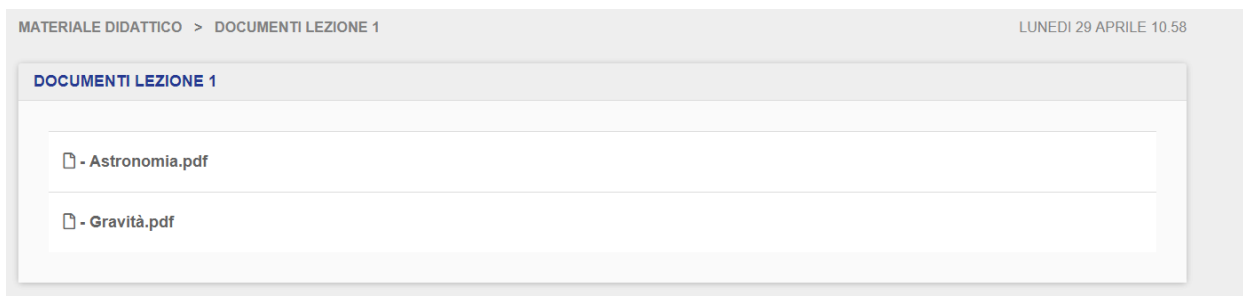 MATERIALE DIDATTICO > DOCUMENTI LEZIONE 1
LUNEDI 29 APRILE 10.58
DOCUMENTI LEZIONE 1
- Astronomia.pdf
- Gravità.pdf